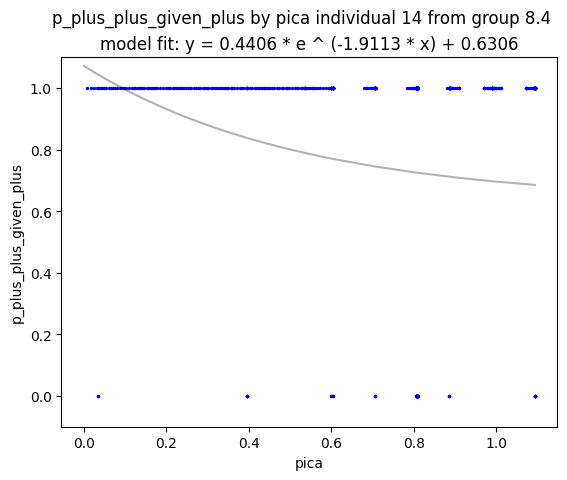 p_plus_plus_given_plus by pica individual 14 from group 8.4
model fit: y = 0.4406 * e ^ (-1.9113 * x) + 0.6306
p_plus_plus_given_plus
1.0
0.8
0.6
0.4
0.2
0.0
0.0 0.2 0.4 0.6 0.8 1.0
pica